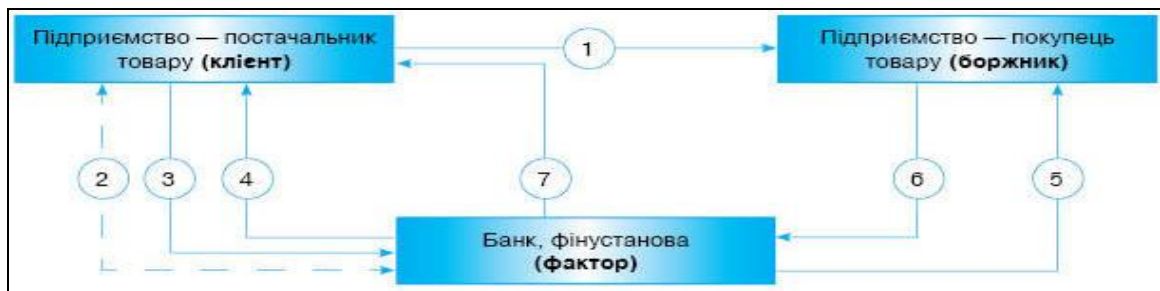 Підприємство — постачальник
товару (клієнт)
1
Підприємство — покупець
товару (боржник)
2
3
4
7
6
5
Банк, фінустанова
(фактор)